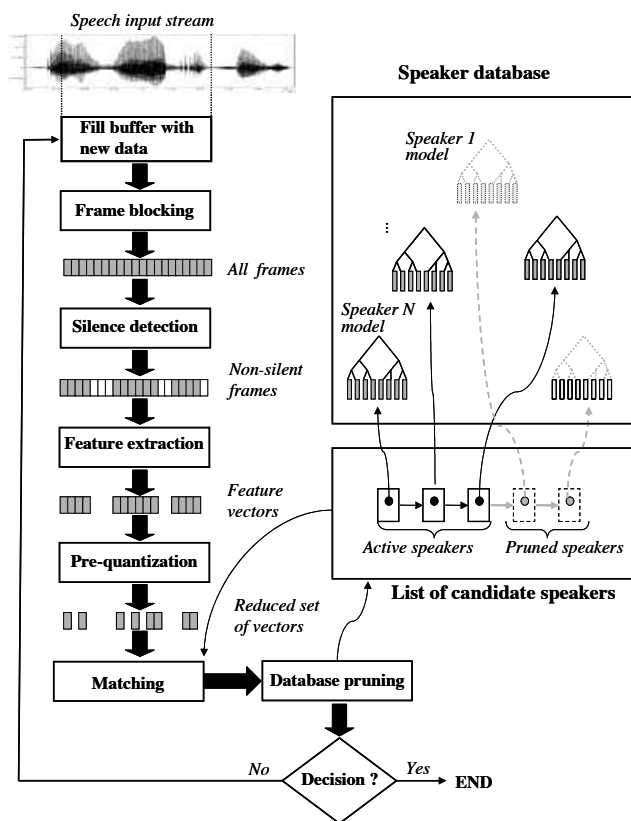 Speech input stream
Speaker database
Fill buffer with
new data
Speaker 1
model
Frame blocking
...
All frames
Silence detection
Speaker N
model
Non-silent
frames
Feature extraction
Feature
vectors
Active speakers
Pruned speakers
Pre-quantization
List of candidate speakers
Reduced set
of vectors
Matching
Database pruning
No
Decision ?
Yes
END